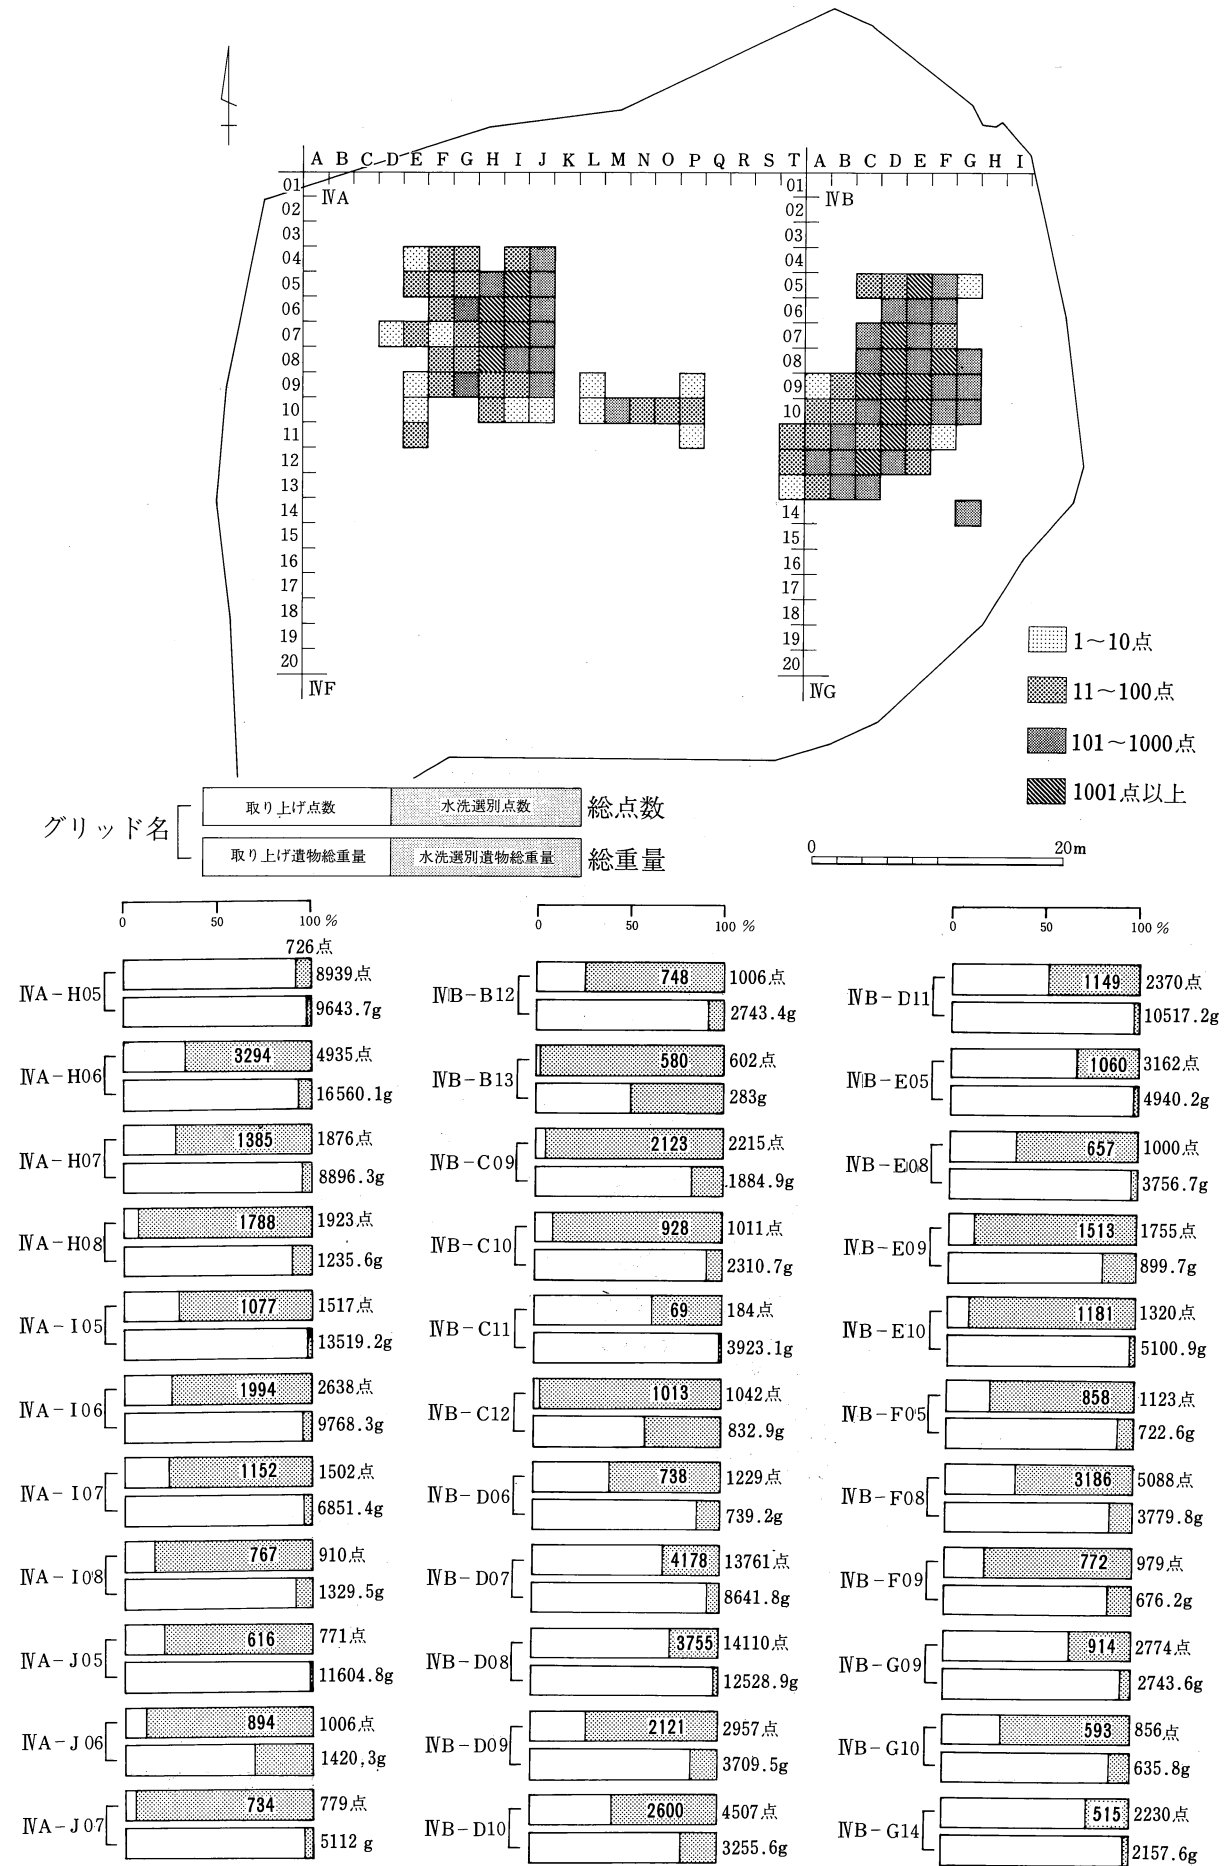 A B C D E F G H I J K L M N O P Q R S T A B C D E F G H I
01
ⅣA
02
03
04
05
06
07
08
09
10
11
12
13
14
15
16
17
18
19
20
ⅣF
01
ⅣB
02
03
04
05
06
07
08
09
10
11
12
13
14
15
16
17
18
19
20
ⅣG
1～10点
11～100点
101～1000点
1001点以上
グリッド名
取り上げ点数 水洗選別点数 総点数
取り上げ遺物総重量 水洗選別遺物総重量 総重量
0 20m
0 50 100 %
726点
ⅣA-H05
8939点
9643.7g
ⅣA-H06
3294 4935点
16560.1g
ⅣA-H07
1385 1876点
8896.3g
ⅣA-H08
1788 1923点
1235.6g
ⅣA-I05
1077 1517点
13519.2g
ⅣA-I06
1994 2638点
9768.3g
ⅣA-I07
1152 1502点
6851.4g
ⅣA-I08
767 910点
1329.5g
ⅣA-J05
616 771点
11604.8g
ⅣA-J06
894 1006点
1420,3g
ⅣA-J07
734 779点
5112 g
0 50 100 %
ⅣB-B12
748 1006点
2743.4g
ⅣB-B13
580 602点
283g
ⅣB-C09
2123 2215点
1884.9g
ⅣB-C10
928 1011点
2310.7g
ⅣB-C11
69 184点
3923.1g
ⅣB-C12
1013 1042点
832.9g
ⅣB-D06
738 1229点
739.2g
ⅣB-D07
4178 13761点
8641.8g
ⅣB-D08
3755 14110点
12528.9g
ⅣB-D09
2121 2957点
3709.5g
ⅣB-D10
2600 4507点
3255.6g
0 50 100 %
ⅣB-D11
1149 2370点
10517.2g
ⅣB-E05
1060 3162点
4940.2g
ⅣB-E08
657 1000点
3756.7g
ⅣB-E09
1513 1755点
899.7g
ⅣB-E10
1181 1320点
5100.9g
ⅣB-F05
858 1123点
722.6g
ⅣB-F08
3186 5088点
3779.8g
ⅣB-F09
772 979点
676.2g
ⅣB-G09
914 2774点
2743.6g
ⅣB-G10
593 856点
635.8g
ⅣB-G14
515 2230点
2157.6g